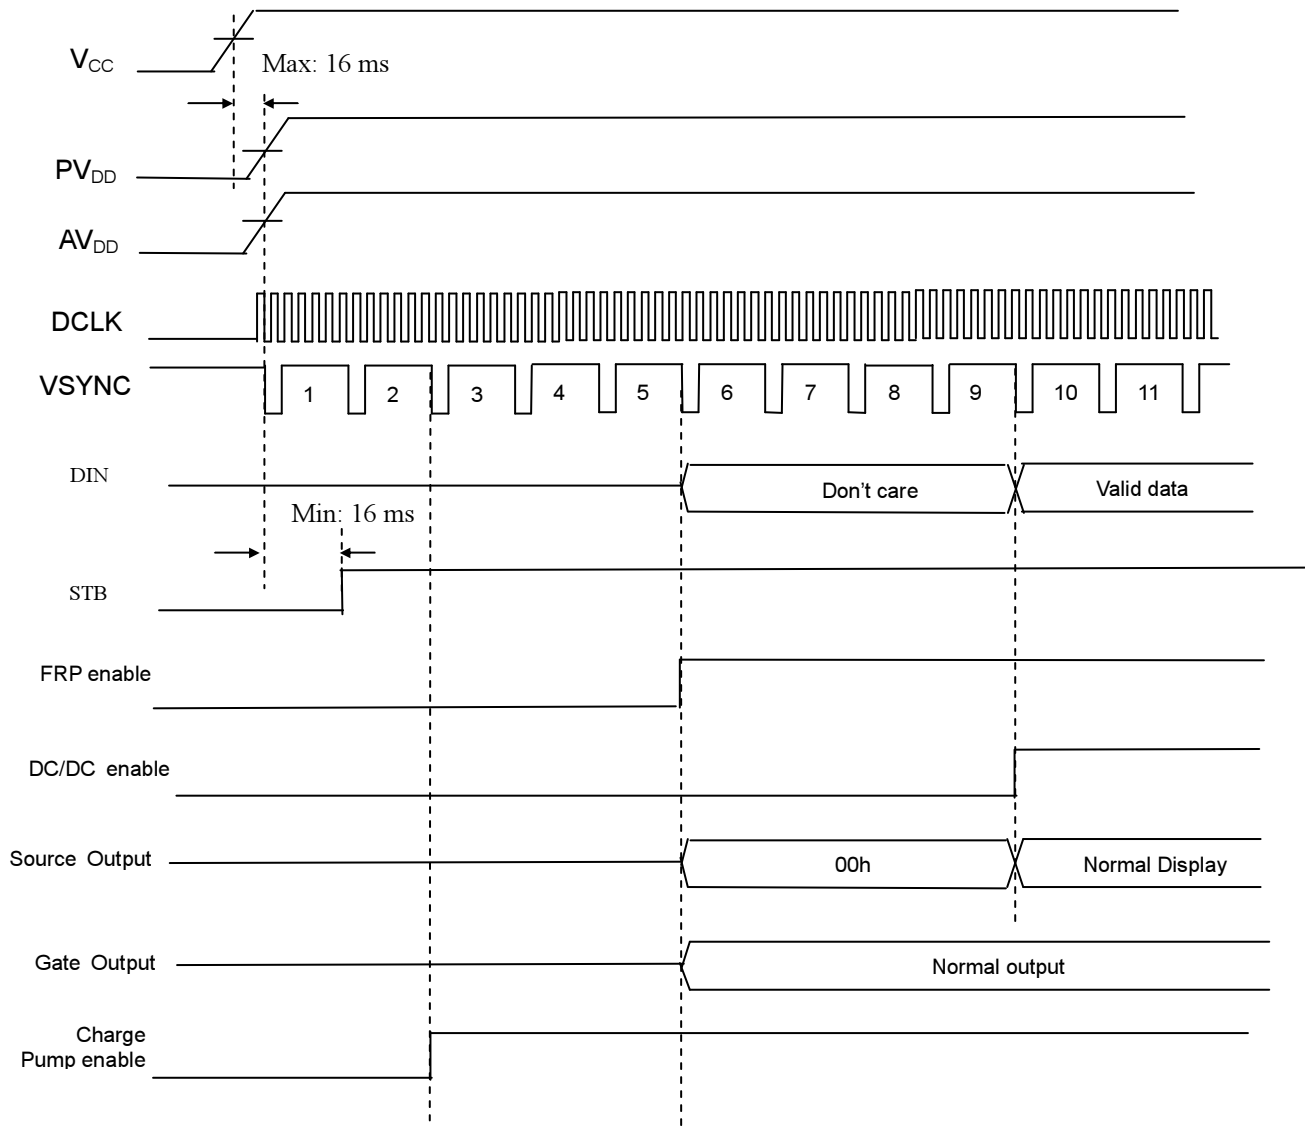 VCC
Max: 16 ms
PVDD
AVDD
DCLK
VSYNC
1 2 3 4 5 6 7 8 9 10 11
DIN
Don't care
Valid data
Min: 16 ms
STB
FRP enable
DC/DC enable
Source Output
00h
Normal Display
Gate Output
Normal output
Charge
Pump enable